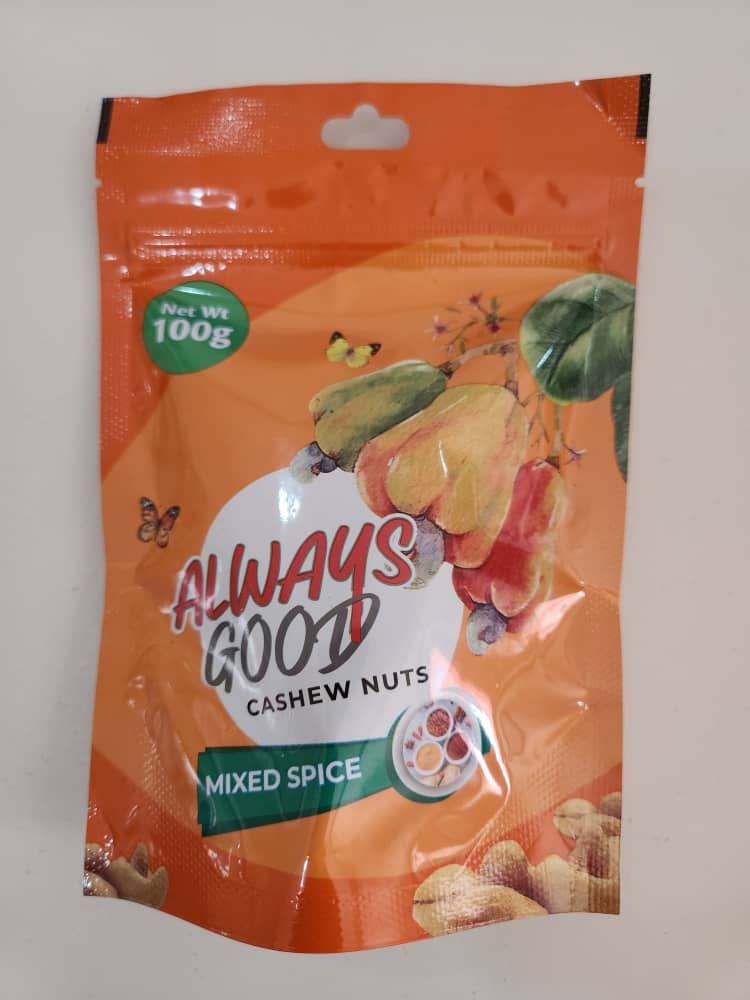 Net Wt
100g
ALWAYS
GOOD
CASHEW NUTS
MIXED SPICE